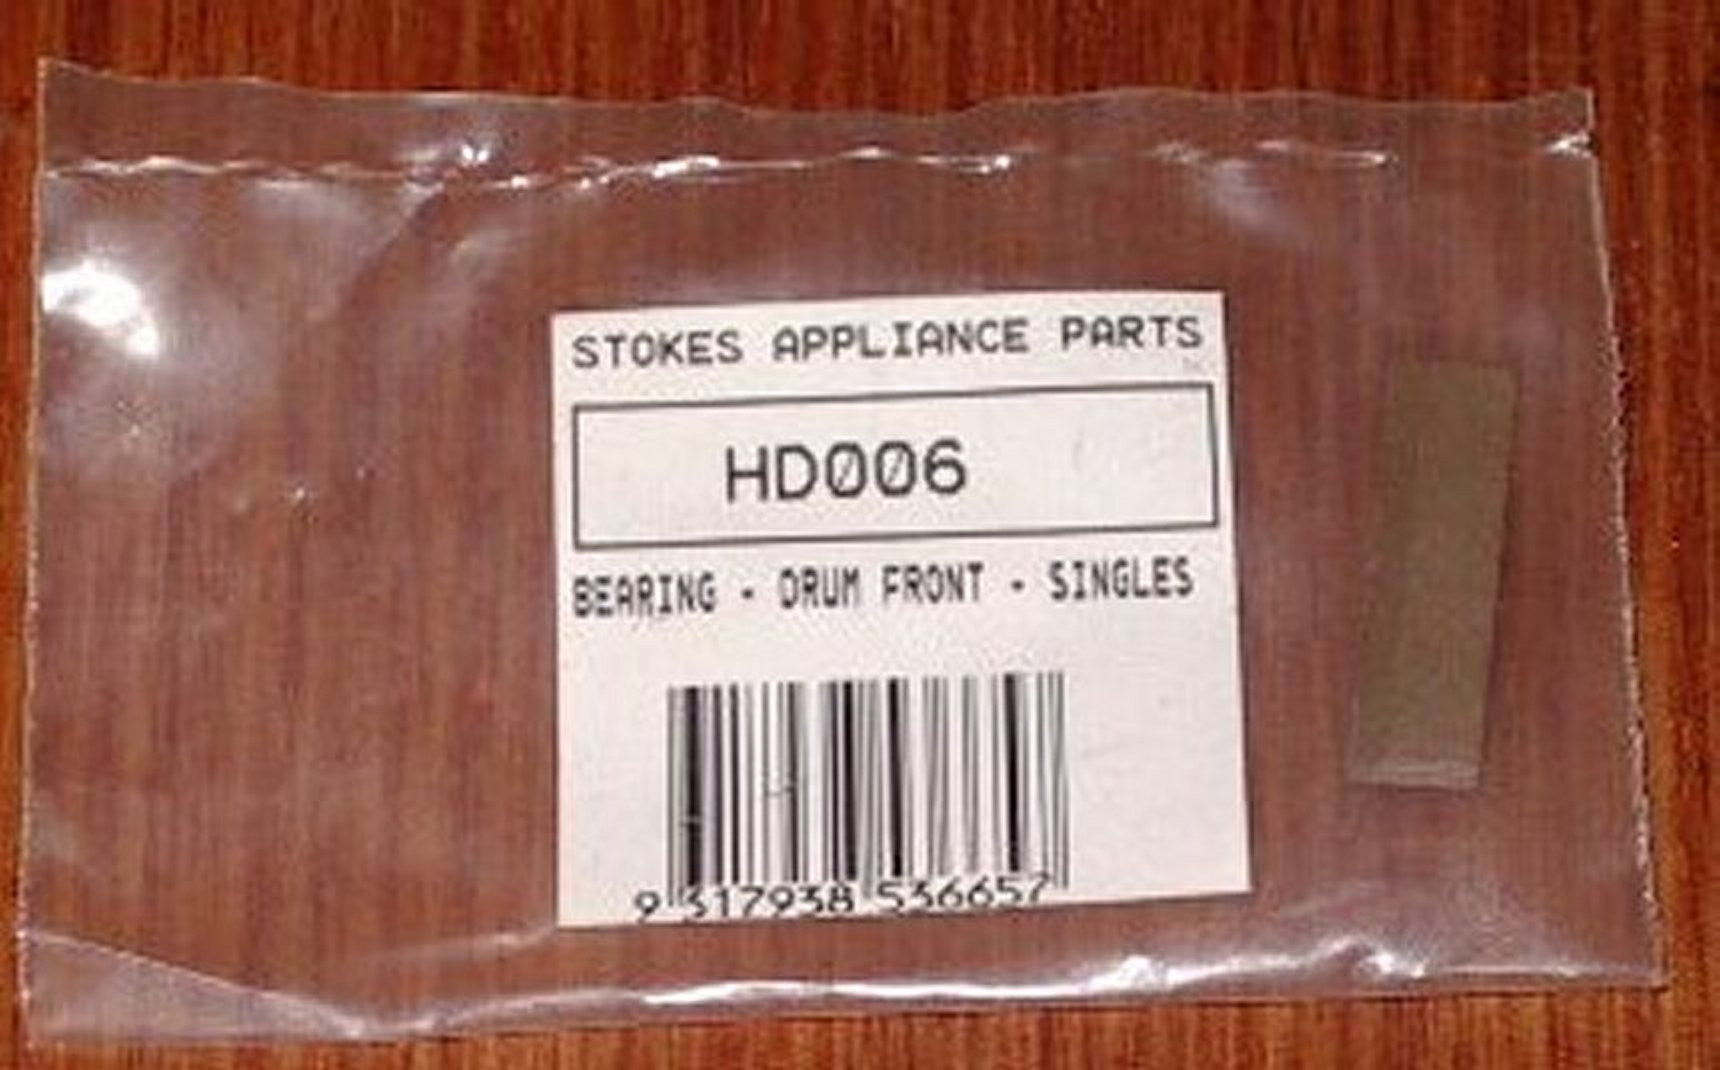 STOKES APPLIANCE PARTS
HD006
BEARING - DRUM FRONT - SINGLES
9 317938 536657